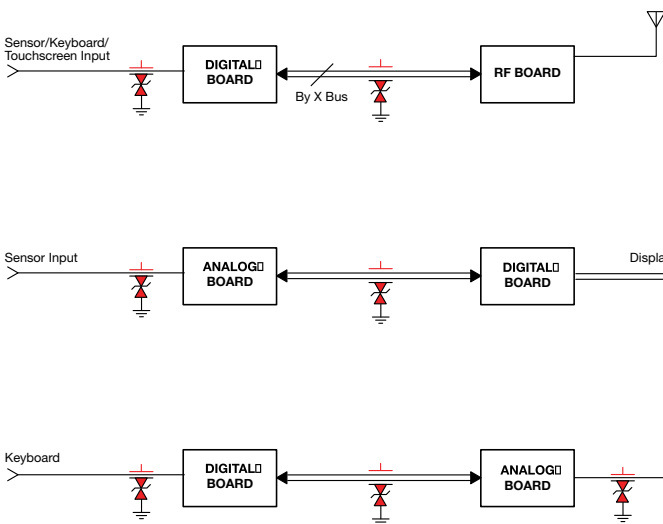 Sensor/Keyboard/
Touchscreen Input
DIGITAL
BOARD
By X Bus
RF BOARD
Sensor Input
ANALOG
BOARD
DIGITAL
BOARD
Displa
Keyboard
DIGITAL
BOARD
ANALOG
BOARD